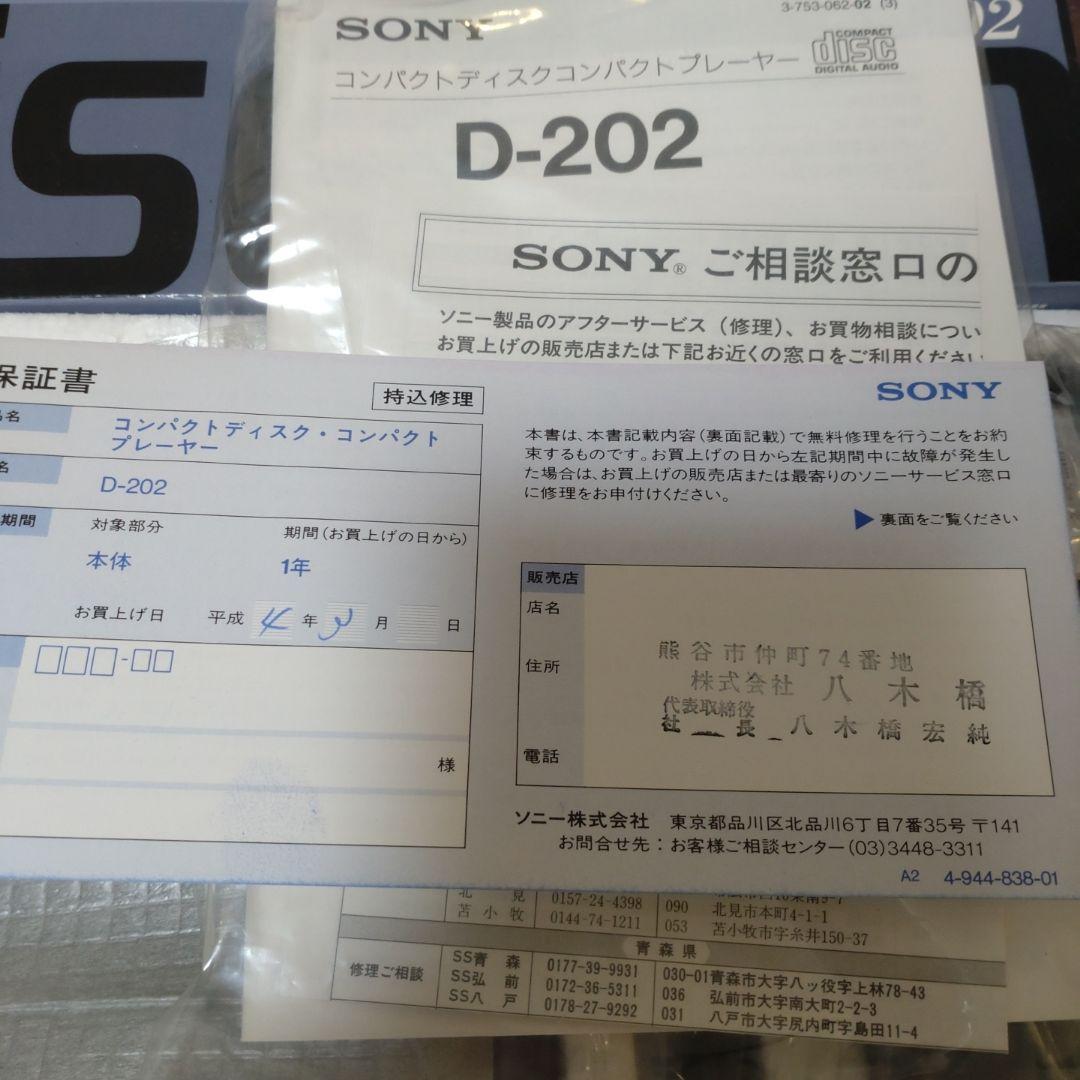 SONY
3-753-062-02 (3)
コンパクトディスクコンパクトプレーヤー
COMPACT
disc
DIGITAL AUDIO
D-202
SONY® ご相談窓口の
ソニー製品のアフターサービス（修理）、お買物相談につい
お買上げの販売店または下記お近くの窓口をご利用ください
保証書
持込修理
SONY
品名
コンパクトディスク・コンパクト
プレーヤー
名
D-202
期間
対象部分
期間（お買上げの日から）
本体
1年
お買上げ日 平成 4 年 3 月 日
様
本書は、本書記載内容（裏面記載）で無料修理を行うことをお約
束するものです。お買上げの日から左記期間中に故障が発生し
た場合は、お買上げの販売店または最寄りのソニーサービス窓口
に修理をお申付けください。
▶ 裏面をご覧ください
販売店
店名
住所
電話
熊谷市仲町74番地
株式会社 八木橋
代表取締役
社長 八木橋宏純
ソニー株式会社 東京都品川区北品川6丁目7番35号 〒141
お問合せ先：お客様ご相談センター(03)3448-3311
A2 4-944-838-01
北見 0157-24-4398 090 北見市本町4-1-1
苫小牧 0144-74-1211 053 苫小牧市字糸井150-37
青森県
修理ご相談
SS青森 0177-39-9931 030-01 青森市大字八ッ役字上林78-43
SS弘前 0172-36-5311 036 弘前市大字南大町2-2-3
SS八戸 0178-27-9292 031 八戸市大字尻内町字島田11-4